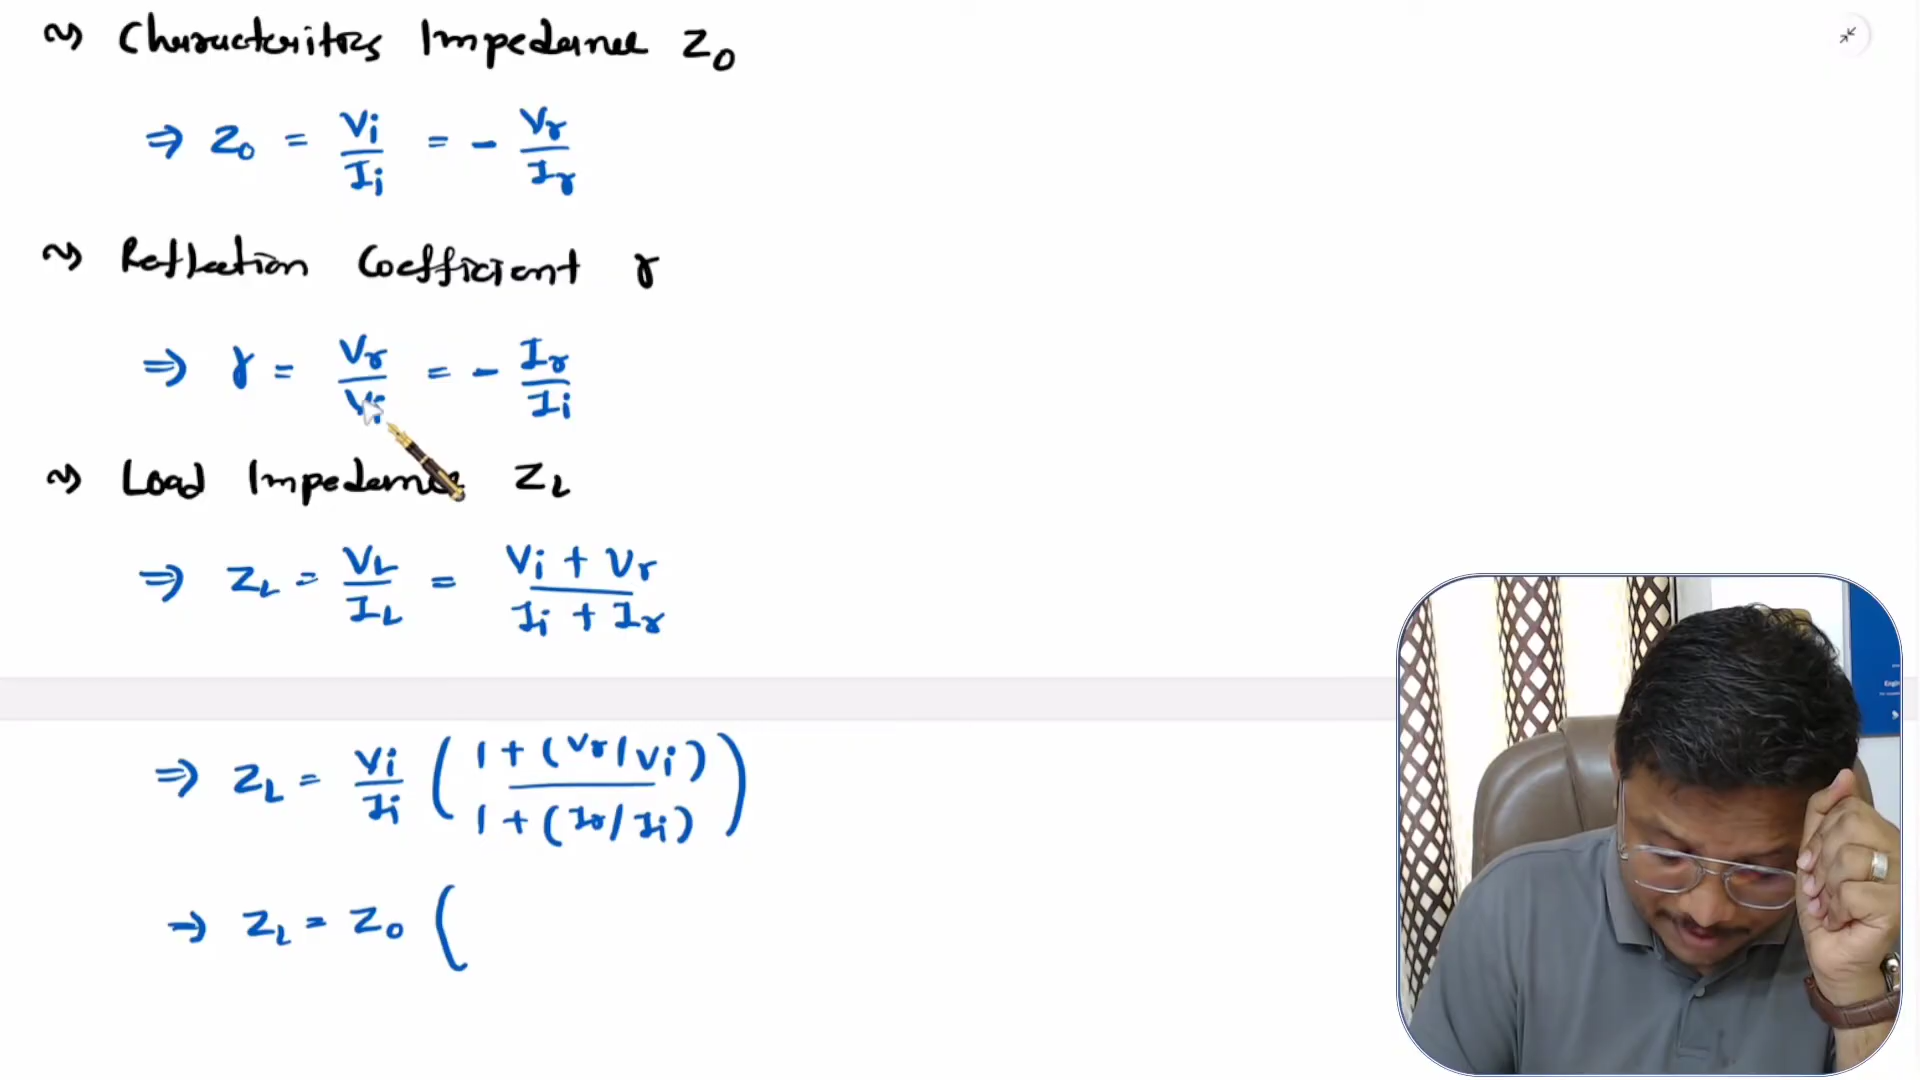 Characteristics Impedance Z₀
⇒ Z₀ = Vi / Ii = - Vr / Ir
Reflection Coefficient r
⇒ r = Vr / Vi = - Ir / Ii
Load Impedance ZL
⇒ ZL = VL / IL = Vi + Vr / Ii + Ir
⇒ ZL = Vi / Ii ( 1 + (Vr/Vi) / 1 + (Ir/Ii) )
⇒ ZL = Z₀ (